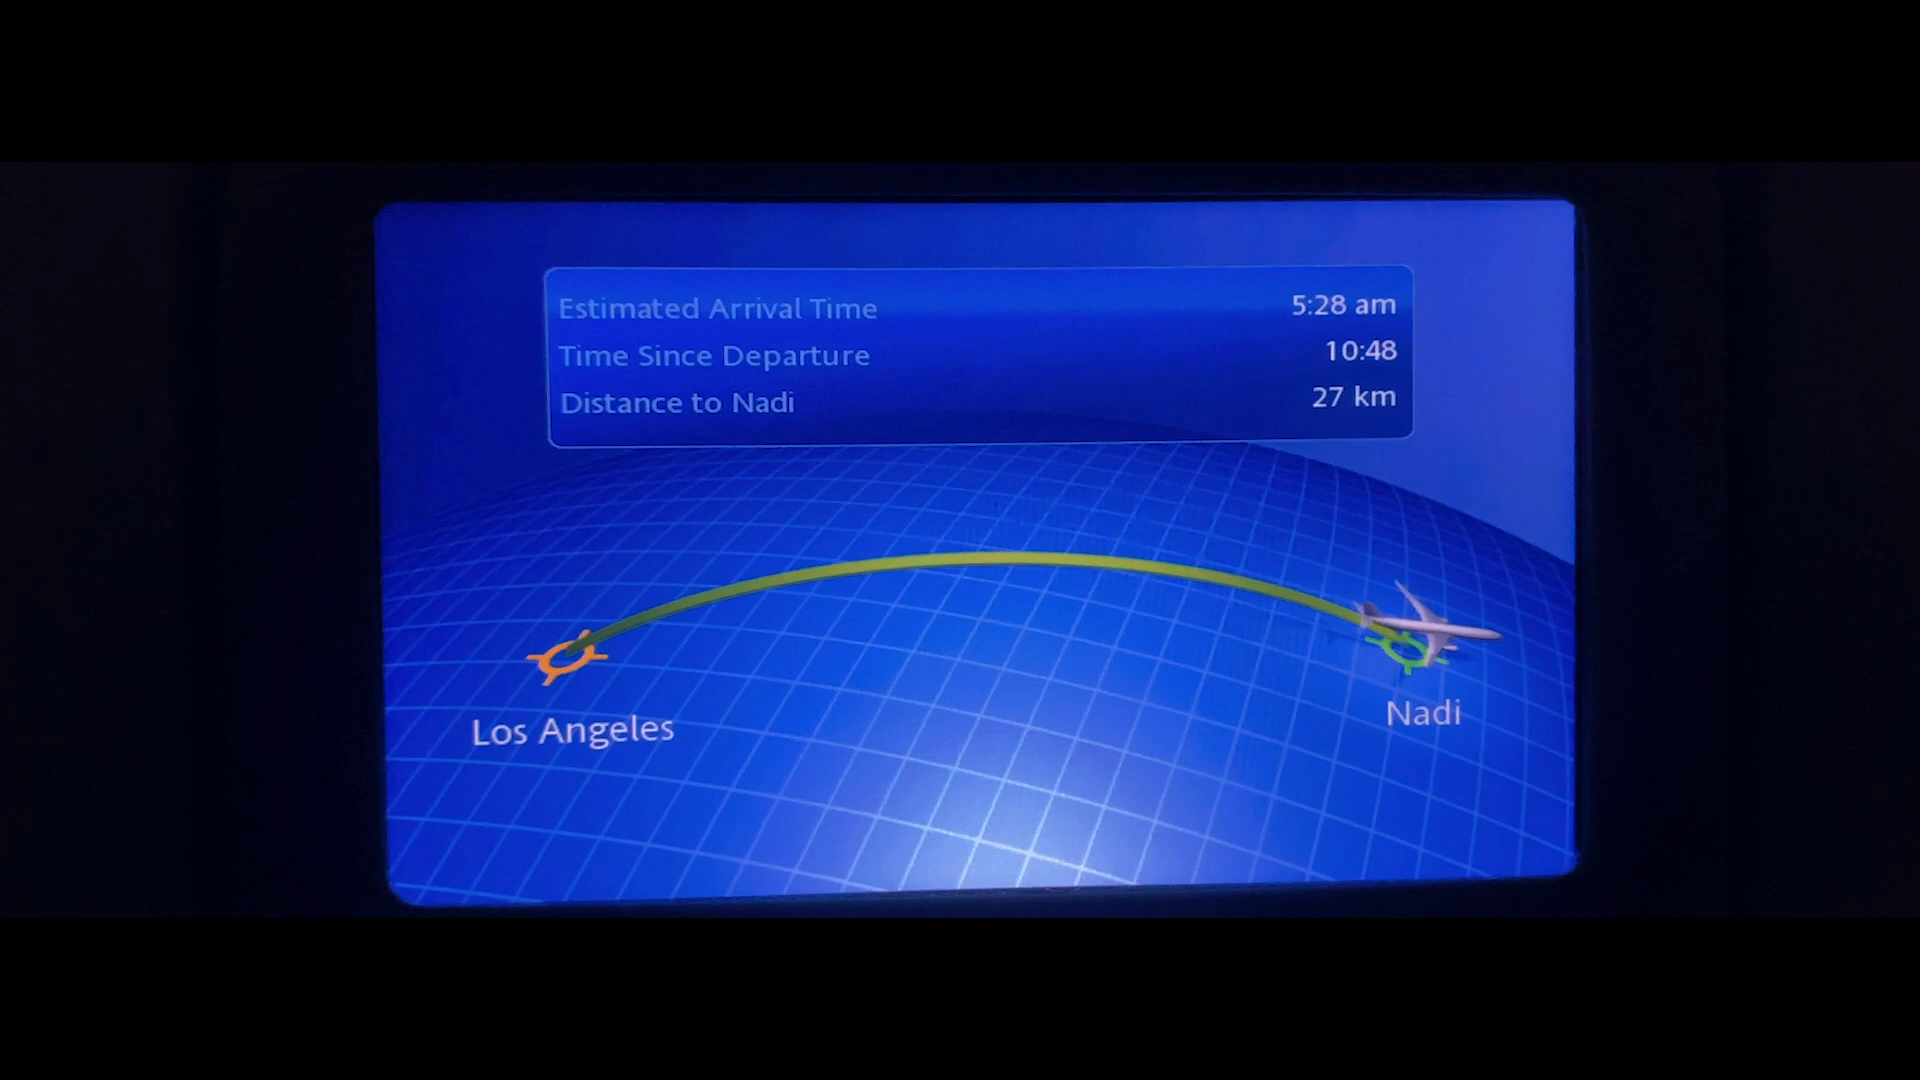 Estimated Arrival Time 5:28 am
Time Since Departure 10:48
Distance to Nadi 27 km
Los Angeles
Nadi